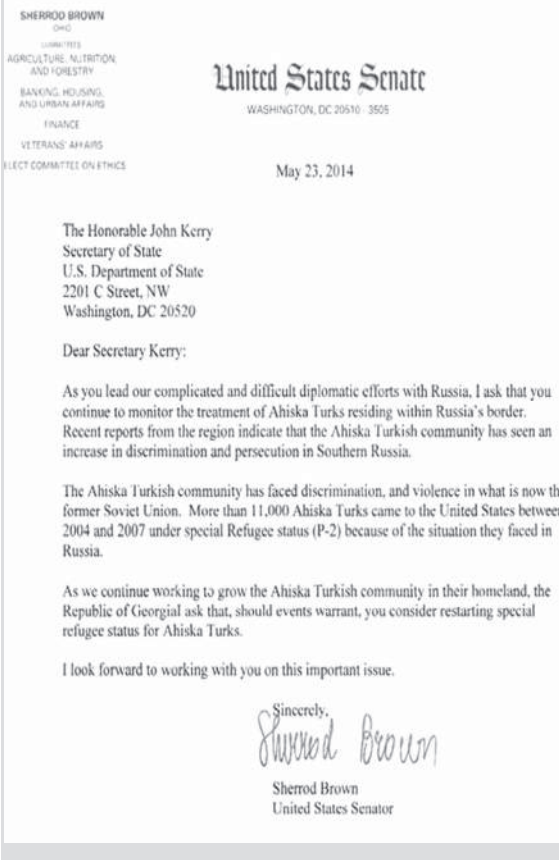 SHERROD BROWN
OHIO
COMMITTEES
AGRICULTURE, NUTRITION,
AND FORESTRY
BANKING, HOUSING,
AND URBAN AFFAIRS
FINANCE
VETERANS' AFFAIRS
ELECT COMMITTEE ON ETHICS
United States Senate
WASHINGTON, DC 20510 3505
May 23, 2014
The Honorable John Kerry
Secretary of State
U.S. Department of State
2201 C Street, NW
Washington, DC 20520
Dear Secretary Kerry:
As you lead our complicated and difficult diplomatic efforts with Russia, I ask that you
continue to monitor the treatment of Ahiska Turks residing within Russia's border.
Recent reports from the region indicate that the Ahiska Turkish community has seen an
increase in discrimination and persecution in Southern Russia.
The Ahiska Turkish community has faced discrimination, and violence in what is now th
former Soviet Union. More than 11,000 Ahiska Turks came to the United States between
2004 and 2007 under special Refugee status (P-2) because of the situation they faced in
Russia.
As we continue working to grow the Ahiska Turkish community in their homeland, the
Republic of Georgial ask that, should events warrant, you consider restarting special
refugee status for Ahiska Turks.
I look forward to working with you on this important issue.
Sincerely,
Sherrod Brown
Sherrod Brown
United States Senator